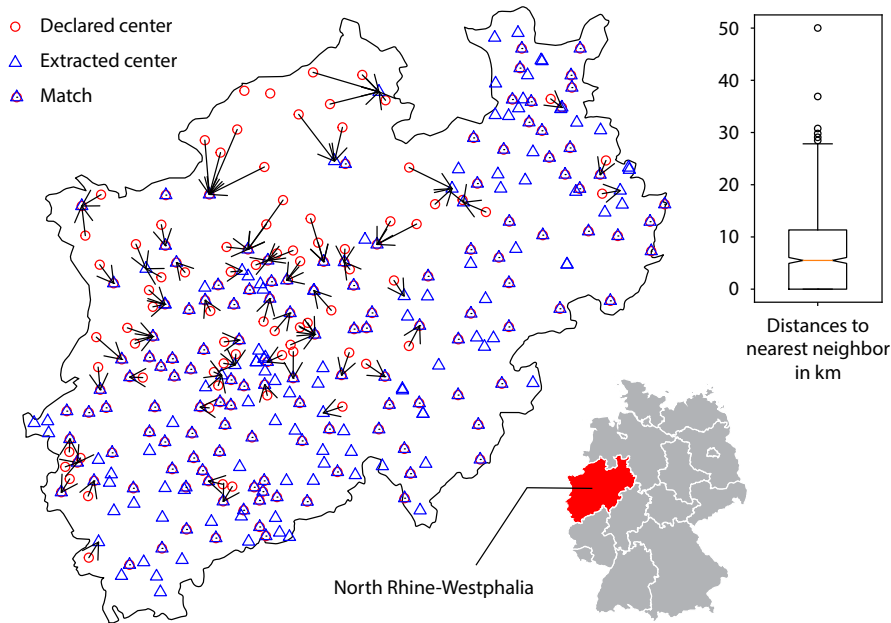 Declared center
Extracted center
Match
50
40
30
20
10
0
Distances to
nearest neighbor
in km
North Rhine-Westphalia